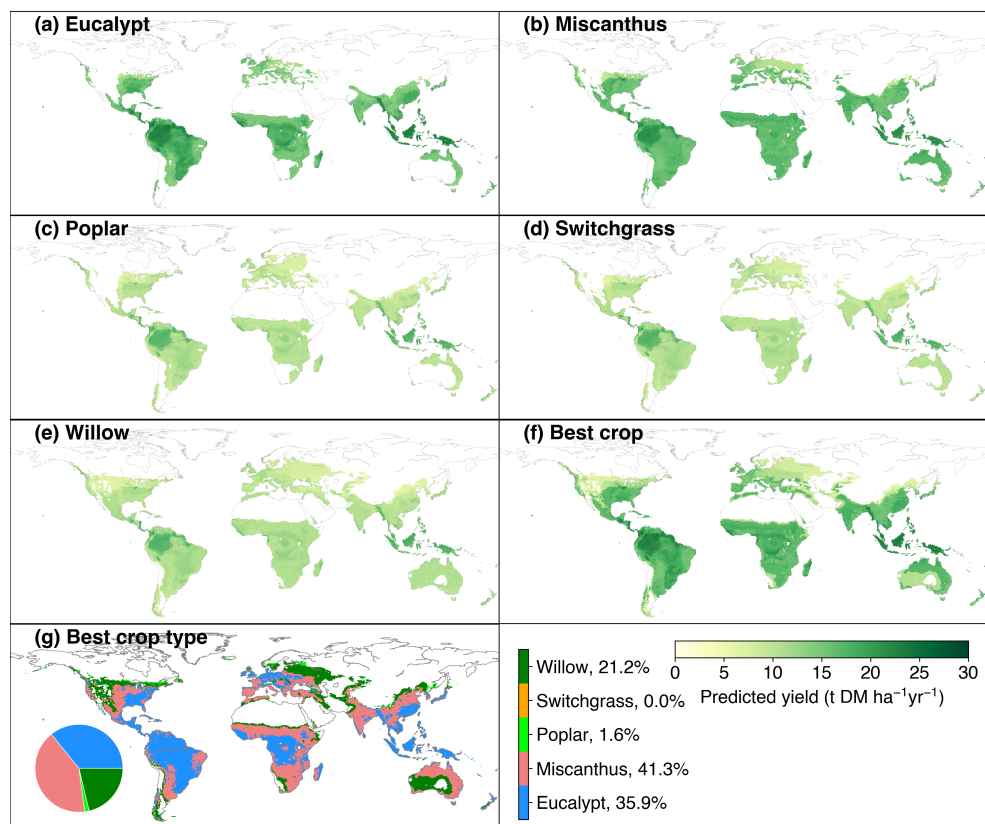 (a) Eucalypt
(b) Miscanthus
(c) Poplar
(d) Switchgrass
(e) Willow
(f) Best crop
(g) Best crop type
Willow, 21.2%
Switchgrass, 0.0%
Poplar, 1.6%
Miscanthus, 41.3%
Eucalypt, 35.9%
0 5 10 15 20 25 30
Predicted yield (t DM ha⁻¹yr⁻¹)